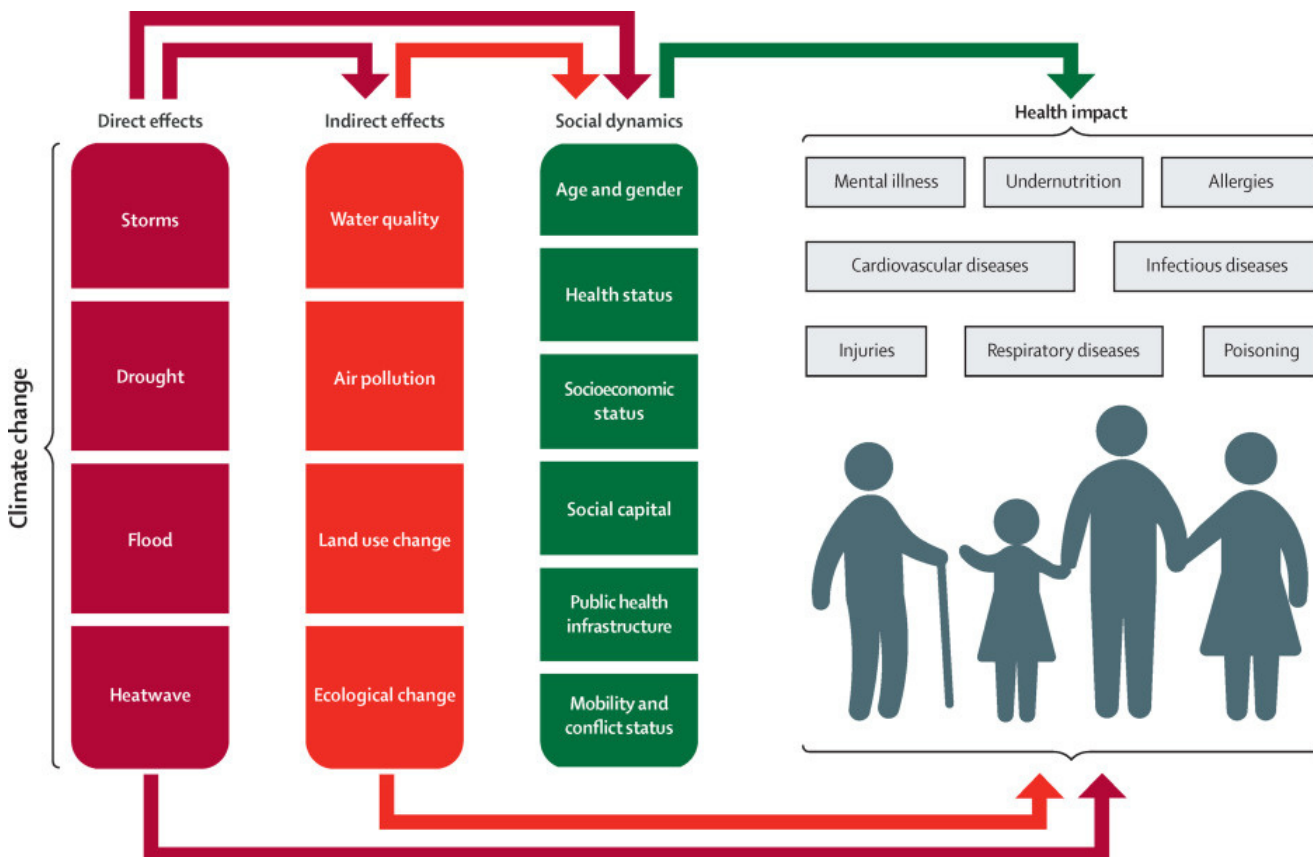 Direct effects
Indirect effects
Social dynamics
Health impact
Climate change
Storms
Drought
Flood
Heatwave
Water quality
Air pollution
Land use change
Ecological change
Age and gender
Health status
Socioeconomic
status
Social capital
Public health
infrastructure
Mobility and
conflict status
Mental illness
Undernutrition
Allergies
Cardiovascular diseases
Infectious diseases
Injuries
Respiratory diseases
Poisoning